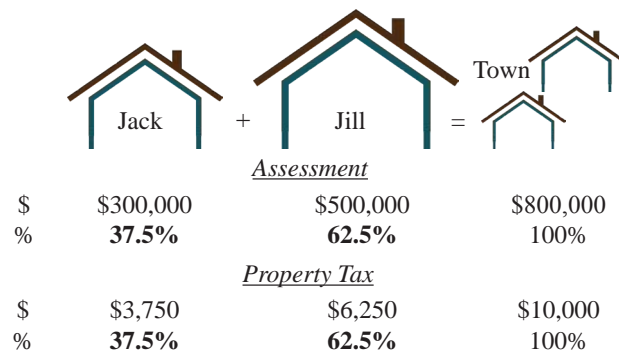 Town
Jack + Jill =
Assessment
$ $300,000 $500,000 $800,000
% 37.5% 62.5% 100%
Property Tax
$ $3,750 $6,250 $10,000
% 37.5% 62.5% 100%